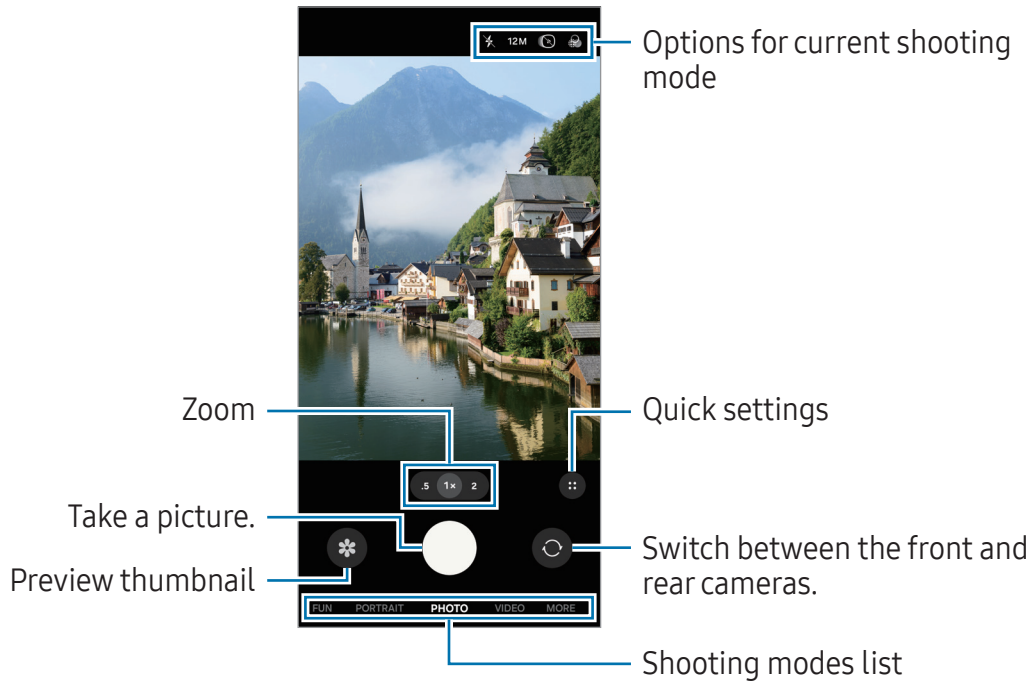 12M
Options for current shooting
mode
Zoom
Quick settings
.5 1× 2
Take a picture.
Switch between the front and
rear cameras.
Preview thumbnail
FUN PORTRAIT PHOTO VIDEO MORE
Shooting modes list